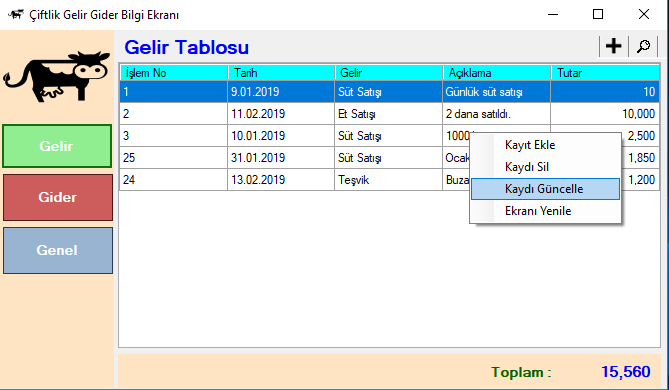 Çiftlik Gelir Gider Bilgi Ekranı
Gelir Tablosu
İşlem No Tarih Gelir Açıklama Tutar
1 9.01.2019 Süt Satışı Günlük süt satışı 10
2 11.02.2019 Et Satışı 2 dana satıldı. 10,000
3 10.01.2019 Süt Satışı 1000 2,500
25 31.01.2019 Süt Satışı Ocak 1,850
24 13.02.2019 Teşvik Buza 1,200
Kayıt Ekle
Kaydı Sil
Kaydı Güncelle
Ekranı Yenile
Gelir
Gider
Genel
Toplam : 15,560